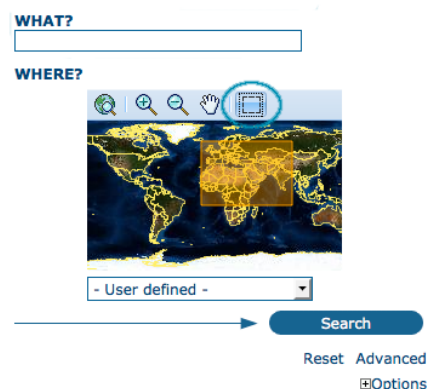 WHAT?
WHERE?
- User defined -
Search
Reset Advanced
Options